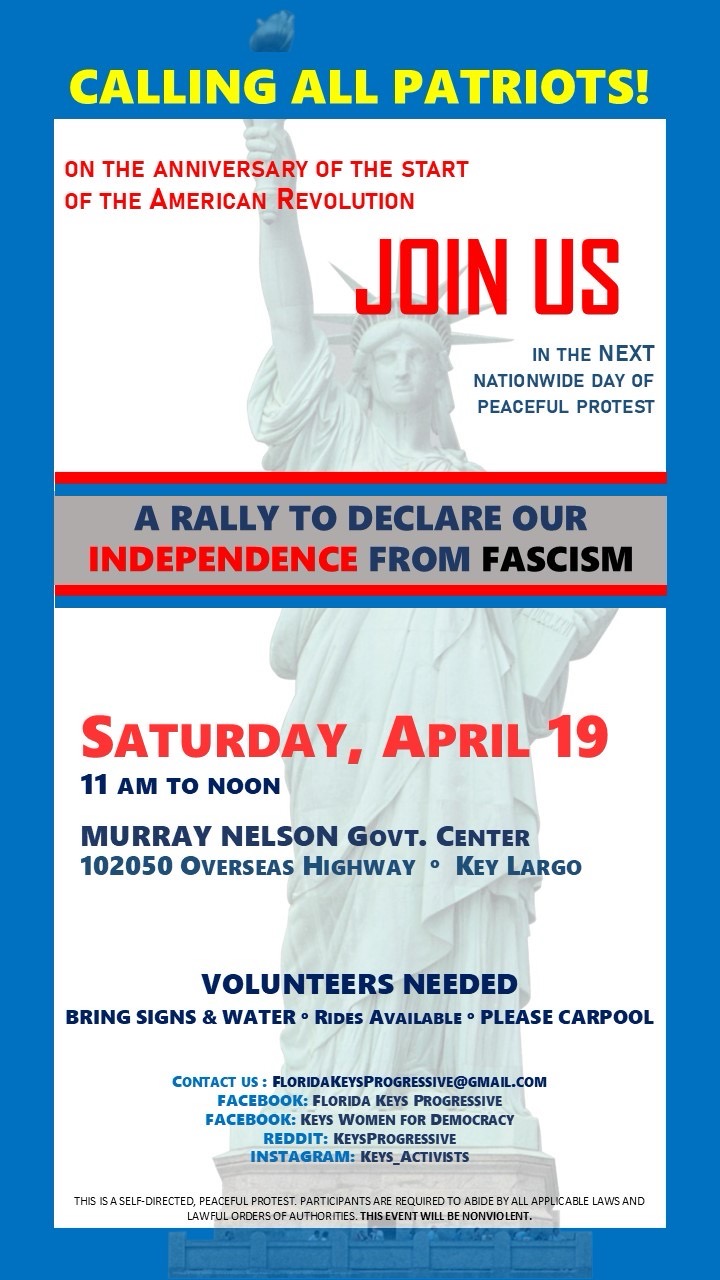 CALLING ALL PATRIOTS!
ON THE ANNIVERSARY OF THE START
OF THE AMERICAN REVOLUTION
JOIN US
IN THE NEXT
NATIONWIDE DAY OF
PEACEFUL PROTEST
A RALLY TO DECLARE OUR
INDEPENDENCE FROM FASCISM
SATURDAY, APRIL 19
11 AM TO NOON
MURRAY NELSON GOVT. CENTER
102050 OVERSEAS HIGHWAY ° KEY LARGO
VOLUNTEERS NEEDED
BRING SIGNS & WATER ° RIDES AVAILABLE ° PLEASE CARPOOL
CONTACT US : FLORIDAKEYSPROGRESSIVE@GMAIL.COM
FACEBOOK: FLORIDA KEYS PROGRESSIVE
FACEBOOK: KEYS WOMEN FOR DEMOCRACY
REDDIT: KEYSPROGRESSIVE
INSTAGRAM: KEYS_ACTIVISTS
THIS IS A SELF-DIRECTED, PEACEFUL PROTEST. PARTICIPANTS ARE REQUIRED TO ABIDE BY ALL APPLICABLE LAWS AND
LAWFUL ORDERS OF AUTHORITIES. THIS EVENT WILL BE NONVIOLENT.